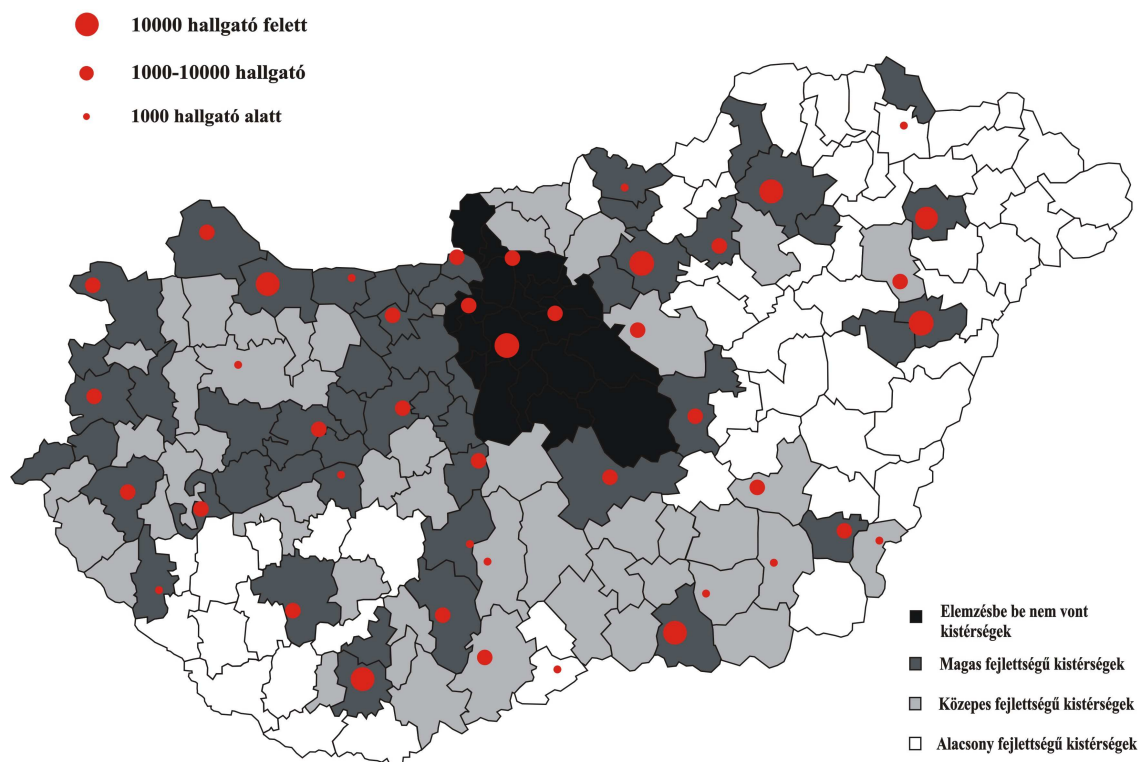 10000 hallgató felett
1000-10000 hallgató
1000 hallgató alatt
Elemzésbe be nem vont
kistérségek
Magas fejlettségű kistérségek
Közepes fejlettségű kistérségek
Alacsony fejlettségű kistérségek